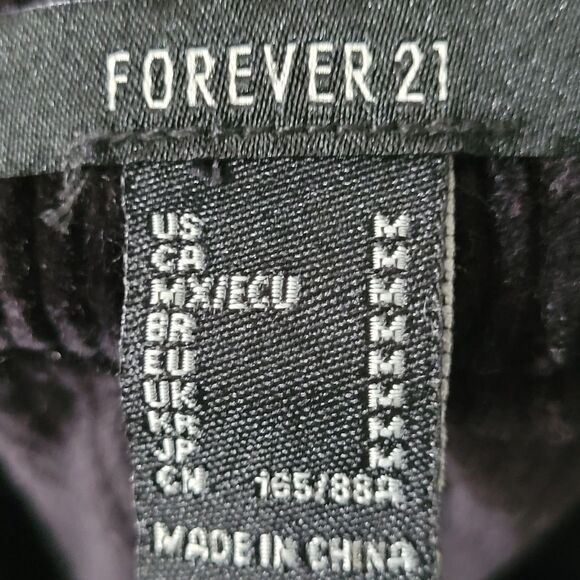 FOREVER 21
US M
CA M
MX/ECU M
BR M
EU M
UK M
KR M
JP M
CN 165/88A
MADE IN CHINA